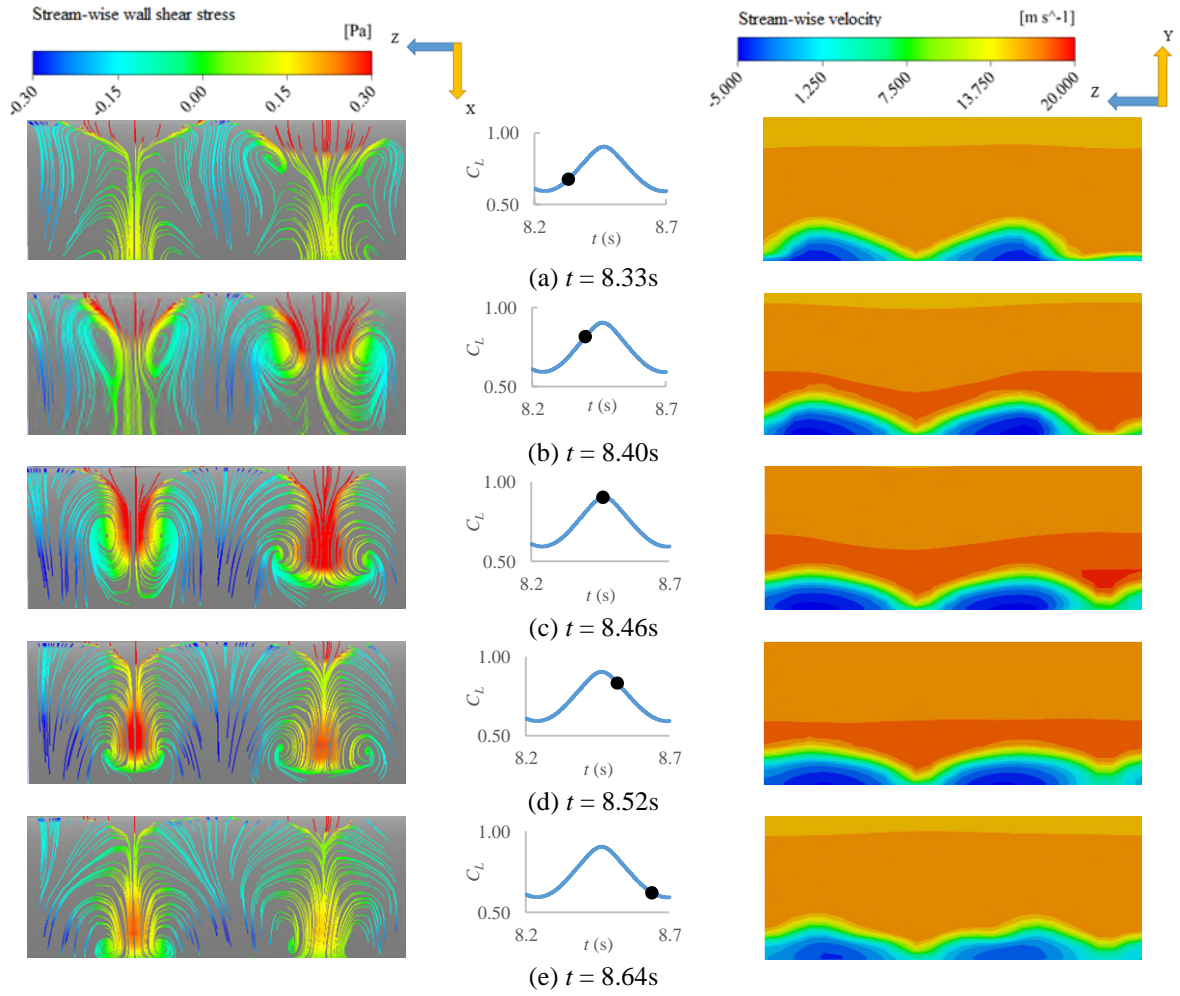 Stream-wise wall shear stress
[Pa]
-0.30 -0.15 0.00 0.15 0.30
Z
X
Stream-wise velocity [m s^-1]
-5.000 1.250 7.500 13.750 20.000
Y
Z
1.00
C_L
0.50
8.2 8.7
t (s)
(a) t = 8.33s
1.00
C_L
0.50
8.2 8.7
t (s)
(b) t = 8.40s
1.00
C_L
0.50
8.2 8.7
t (s)
(c) t = 8.46s
1.00
C_L
0.50
8.2 8.7
t (s)
(d) t = 8.52s
1.00
C_L
0.50
8.2 8.7
t (s)
(e) t = 8.64s